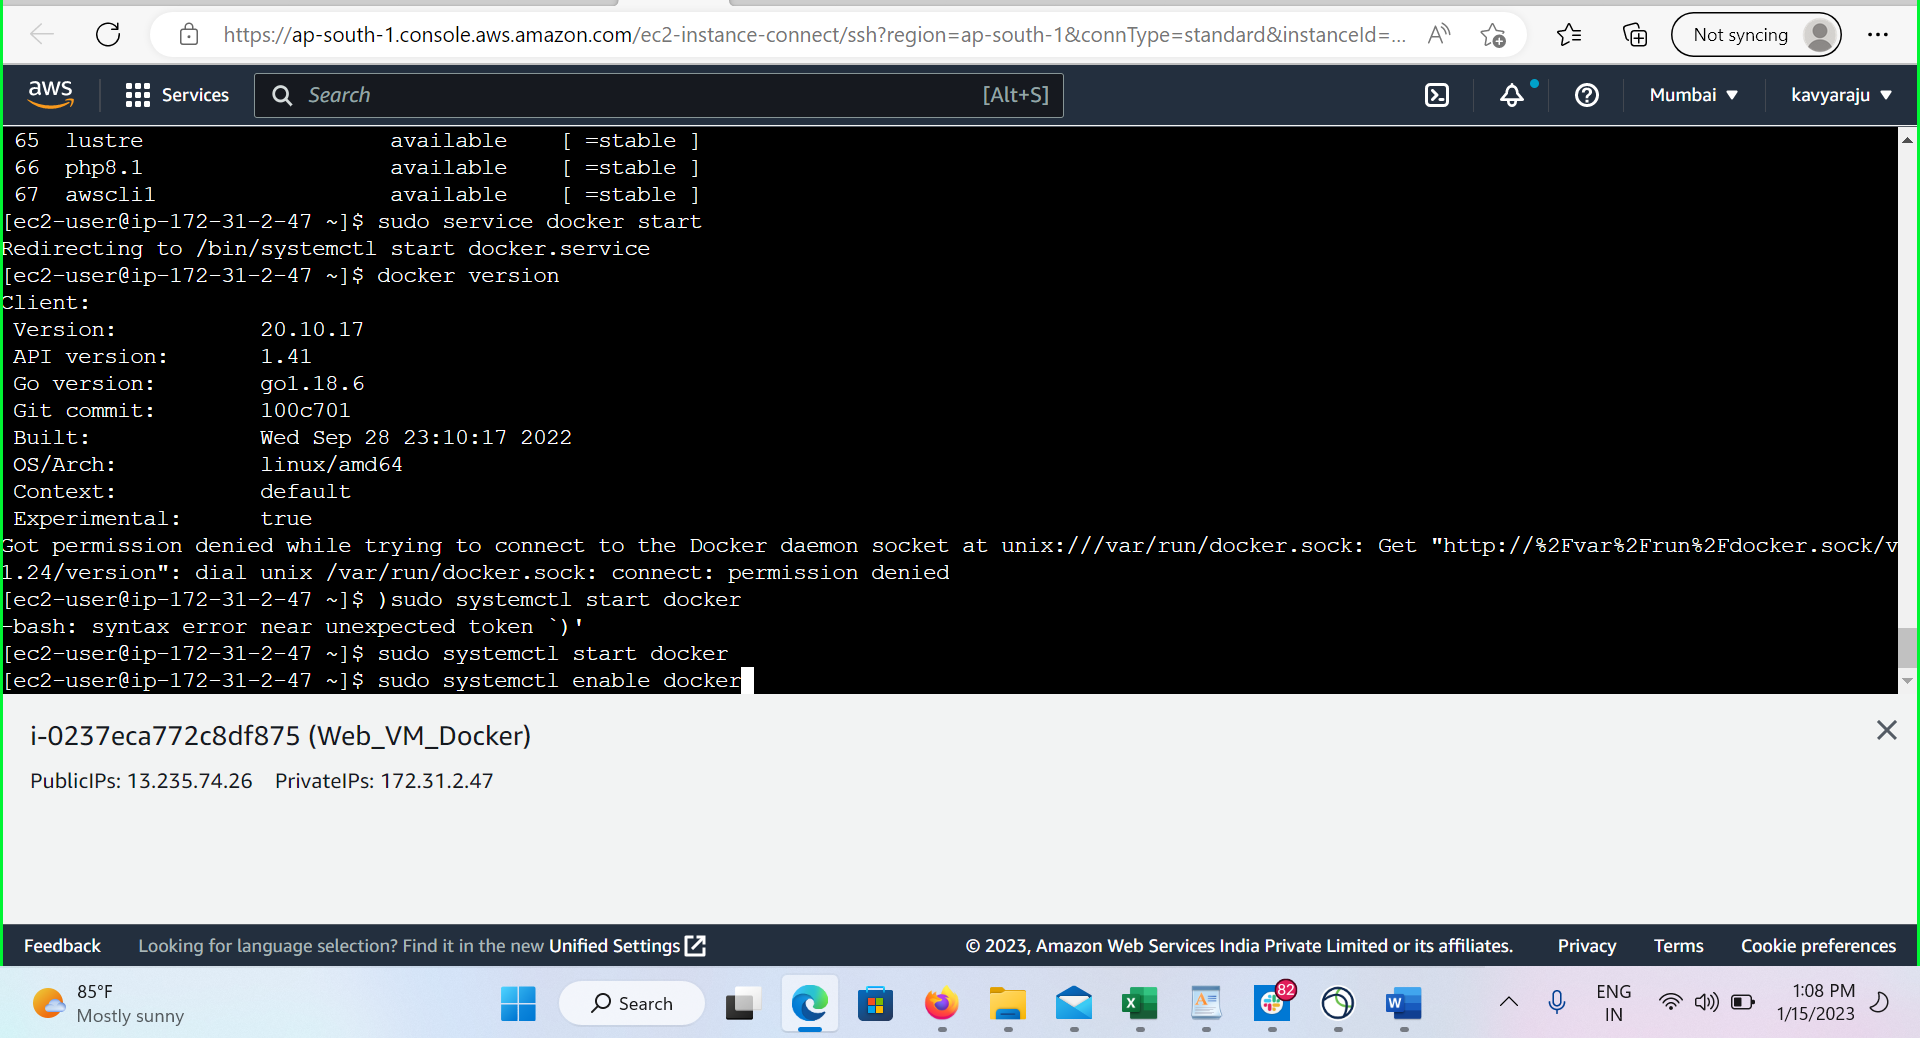 https://ap-south-1.console.aws.amazon.com/ec2-instance-connect/ssh?region=ap-south-1&connType=standard&instanceId=...
Not syncing
aws
Services
Search
[Alt+S]
Mumbai
kavyaraju
65 lustre available [ =stable ]
66 php8.1 available [ =stable ]
67 awscli1 available [ =stable ]
[ec2-user@ip-172-31-2-47 ~]$ sudo service docker start
Redirecting to /bin/systemctl start docker.service
[ec2-user@ip-172-31-2-47 ~]$ docker version
Client:
Version: 20.10.17
API version: 1.41
Go version: go1.18.6
Git commit: 100c701
Built: Wed Sep 28 23:10:17 2022
OS/Arch: linux/amd64
Context: default
Experimental: true
Got permission denied while trying to connect to the Docker daemon socket at unix:///var/run/docker.sock: Get "http://%2Fvar%2Frun%2Fdocker.sock/v
1.24/version": dial unix /var/run/docker.sock: connect: permission denied
[ec2-user@ip-172-31-2-47 ~]$ )sudo systemctl start docker
-bash: syntax error near unexpected token `)'
[ec2-user@ip-172-31-2-47 ~]$ sudo systemctl start docker
[ec2-user@ip-172-31-2-47 ~]$ sudo systemctl enable docker
i-0237eca772c8df875 (Web_VM_Docker)
PublicIPs: 13.235.74.26 PrivateIPs: 172.31.2.47
Feedback
Looking for language selection? Find it in the new Unified Settings
© 2023, Amazon Web Services India Private Limited or its affiliates.
Privacy
Terms
Cookie preferences
85°F
Mostly sunny
Search
82
ENG
IN
1:08 PM
1/15/2023